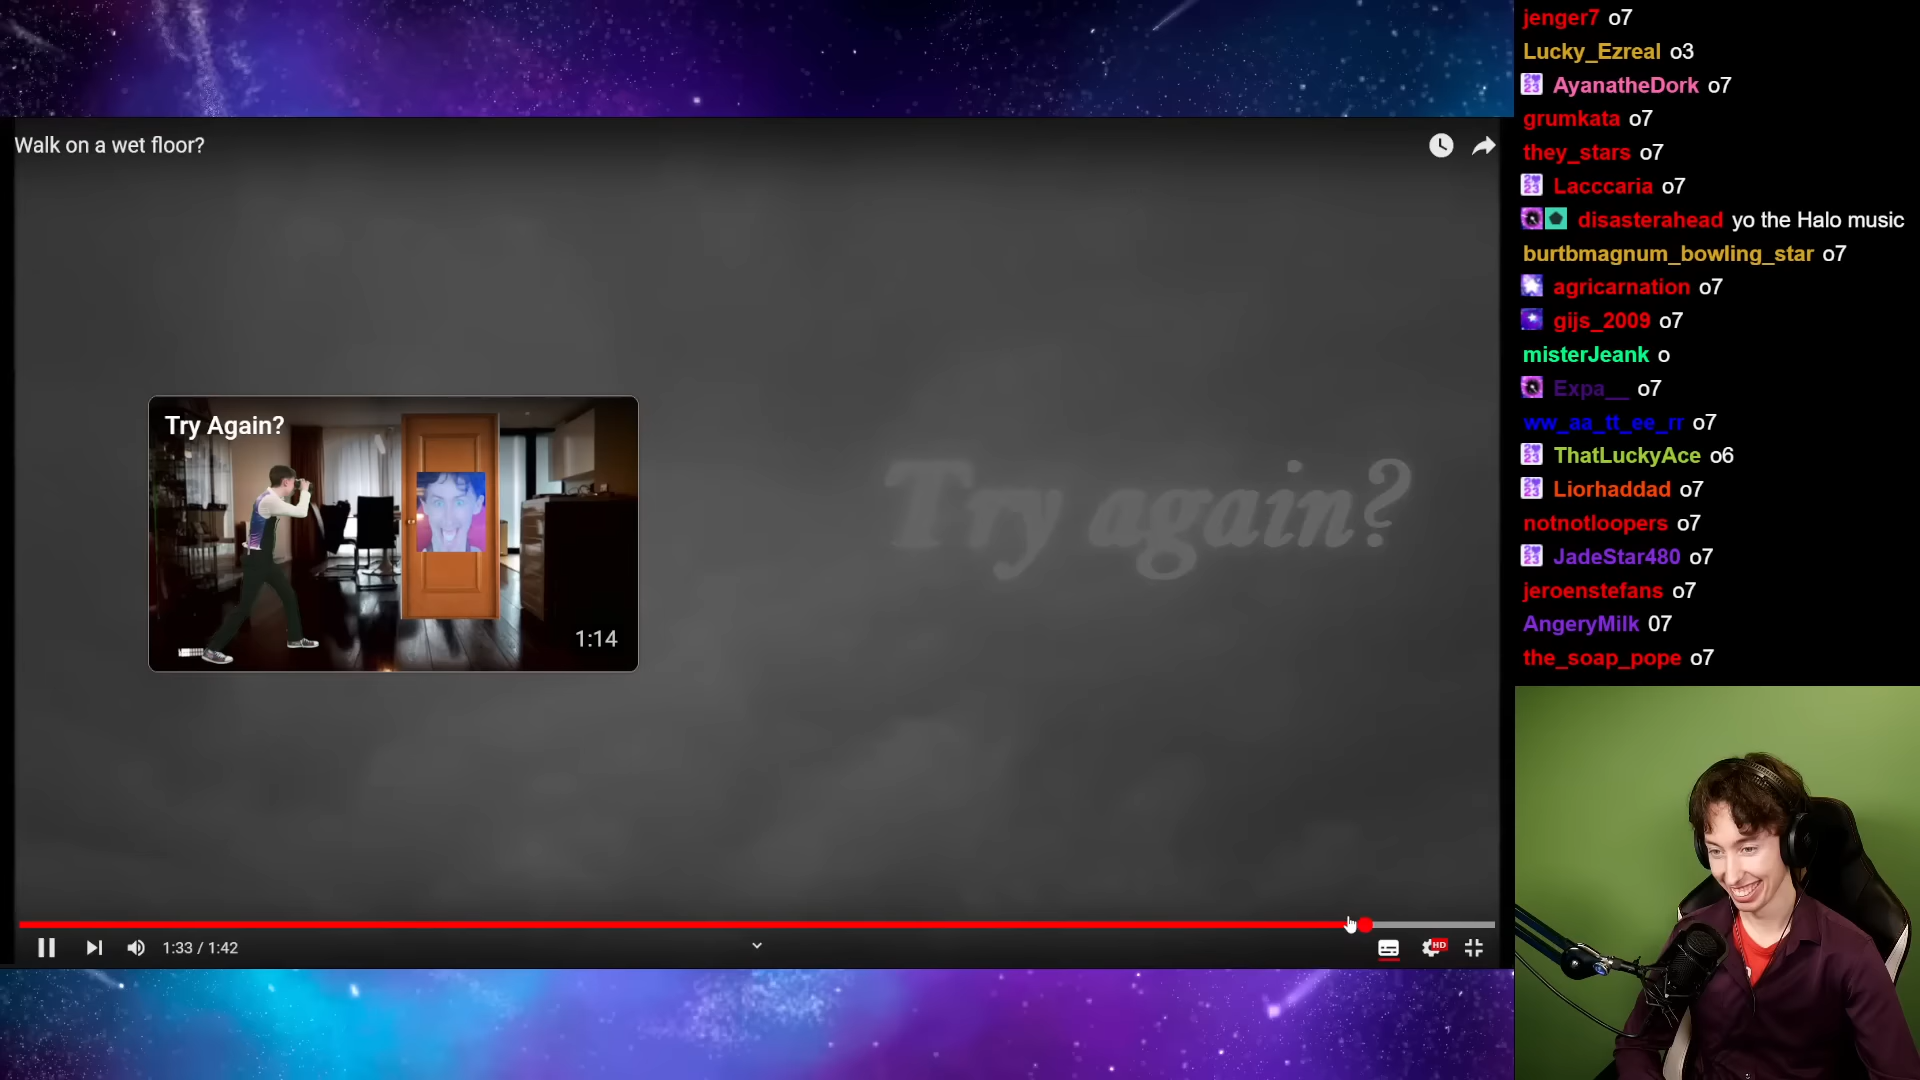 Walk on a wet floor?
Try Again?
1:14
Try again?
1:33 / 1:42
HD
jenger7 o7
Lucky_Ezreal o3
AyanatheDork o7
grumkata o7
they_stars o7
Lacccaria o7
disasterahead yo the Halo music
burtbmagnum_bowling_star o7
agricarnation o7
gijs_2009 o7
misterJeank o
Expa__ o7
ww_aa_tt_ee_rr o7
ThatLuckyAce o6
Liorhaddad o7
notnotloopers o7
JadeStar480 o7
jeroenstefans o7
AngeryMilk 07
the_soap_pope o7